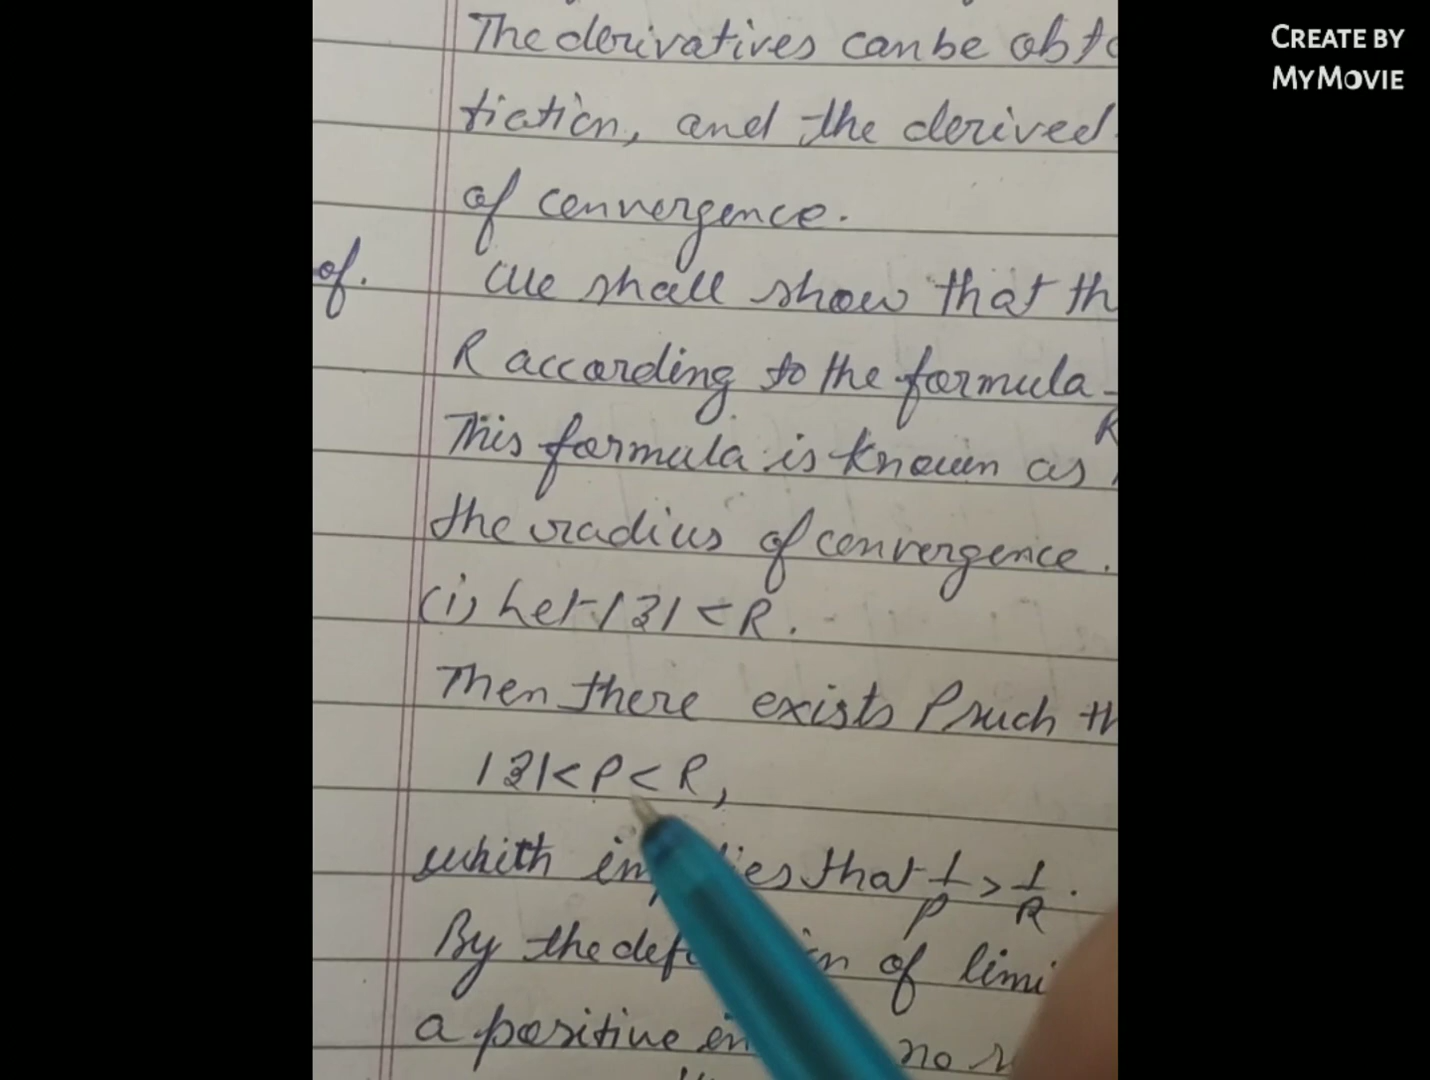 The derivatives can be obta
tiation, and the derived
of convergence.
of. We shall show that th
R according to the formula
R
This formula is known as
the radius of convergence.
(i) Let |z| < R.
Then there exists ρ such th
|z| < ρ < R,
which implies that 1/ρ > 1/R.
By the def of limi
a positive n0
CREATE BY
MYMOVIE